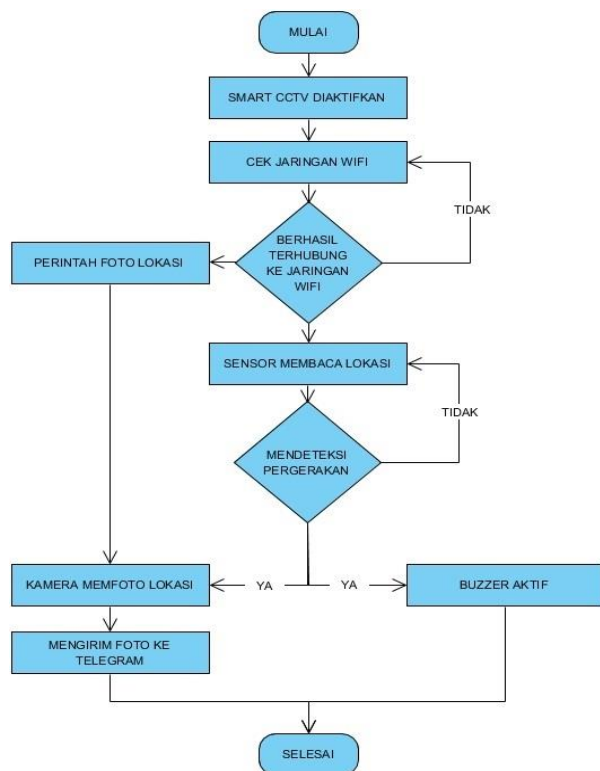 MULAI
SMART CCTV DIAKTIFKAN
CEK JARINGAN WIFI
TIDAK
BERHASIL
TERHUBUNG
KE JARINGAN
WIFI
PERINTAH FOTO LOKASI
SENSOR MEMBACA LOKASI
TIDAK
MENDETEKSI
PERGERAKAN
KAMERA MEMFOTO LOKASI
YA
YA
BUZZER AKTIF
MENGIRIM FOTO KE
TELEGRAM
SELESAI